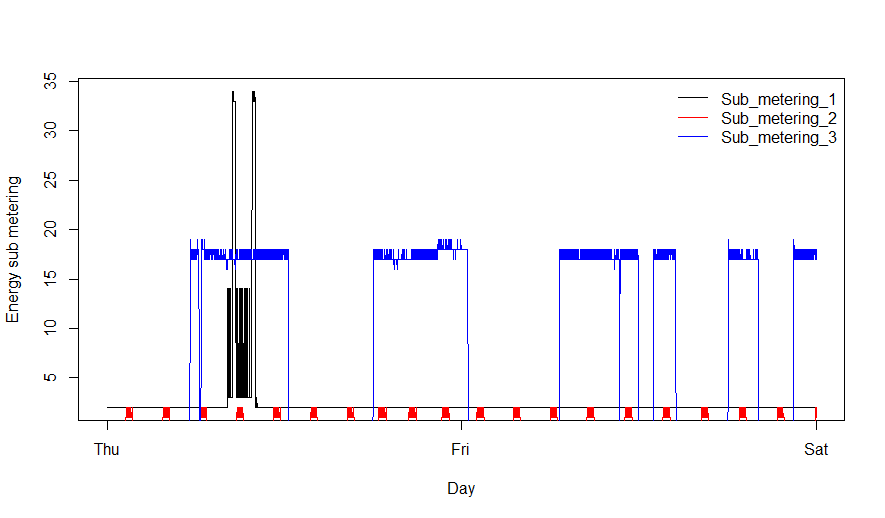 35
30
25
20
15
10
5
Energy sub metering
Sub_metering_1
Sub_metering_2
Sub_metering_3
Thu
Fri
Sat
Day